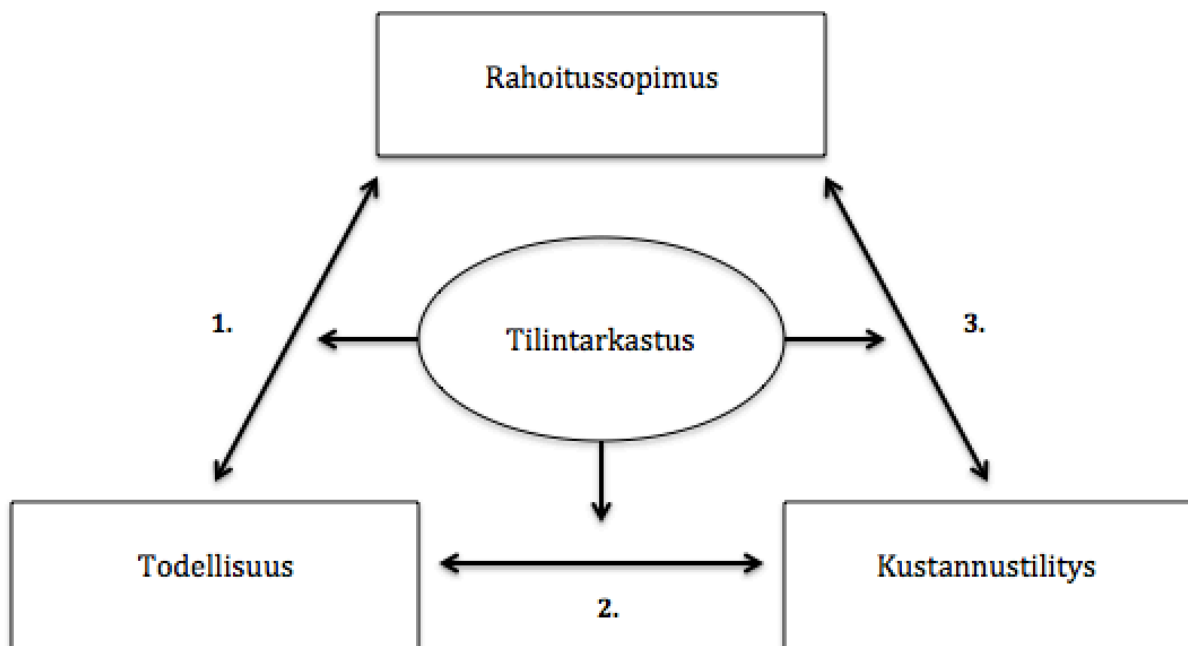 Rahoitussopimus
1.
Tilintarkastus
3.
Todellisuus
Kustannustilitys
2.